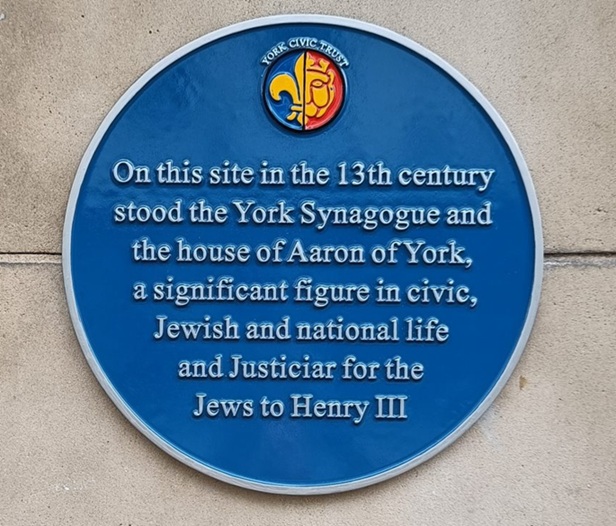 YORK CIVIC TRUST
On this site in the 13th century
stood the York Synagogue and
the house of Aaron of York,
a significant figure in civic,
Jewish and national life
and Justiciar for the
Jews to Henry III